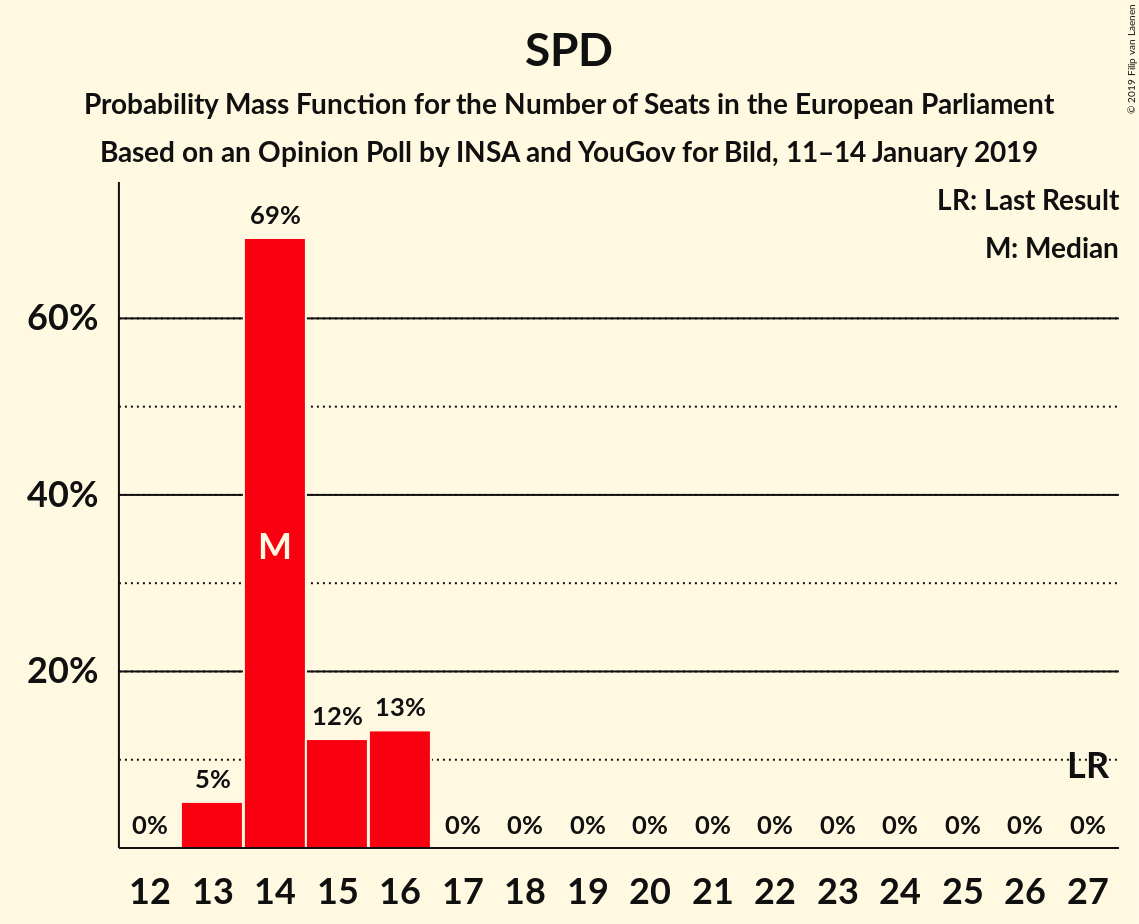 SPD
Probability Mass Function for the Number of Seats in the European Parliament
Based on an Opinion Poll by INSA and YouGov for Bild, 11–14 January 2019
© 2019 Filip van Laenen
LR: Last Result
M: Median
69%
60%
40%
M
20%
12%
13%
5%
LR
0%
0%
0%
0%
0%
0%
0%
0%
0%
0%
0%
0%
12 13 14 15 16 17 18 19 20 21 22 23 24 25 26 27